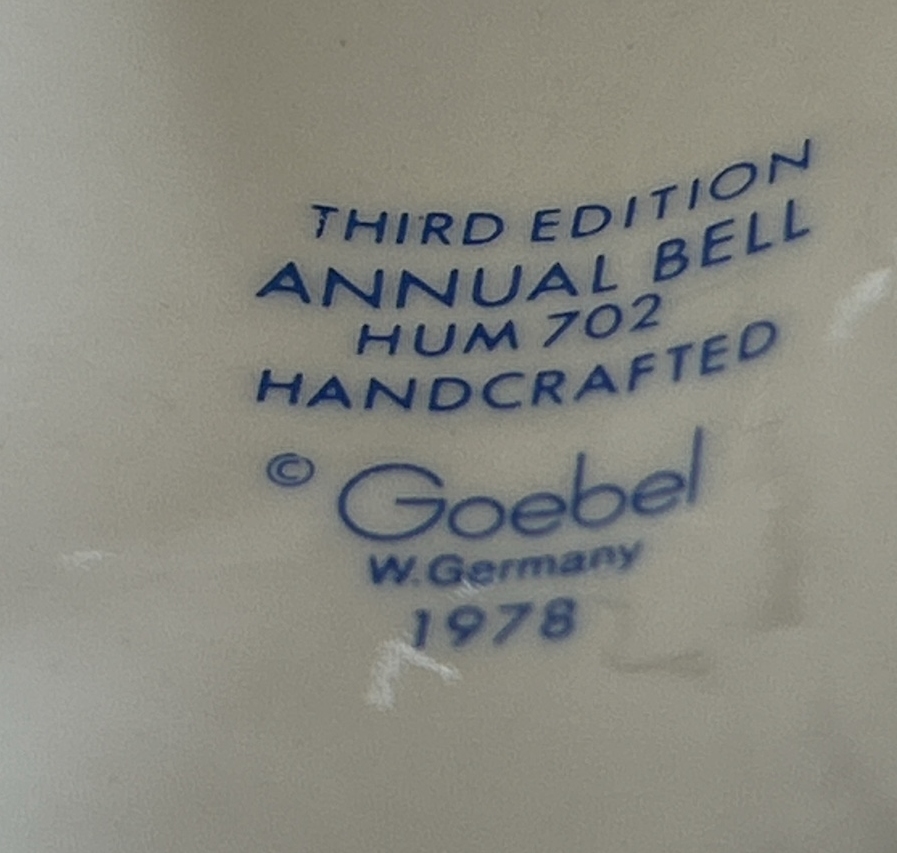 THIRD EDITION
ANNUAL BELL
HUM 702
HANDCRAFTED
© Goebel
W.Germany
1978